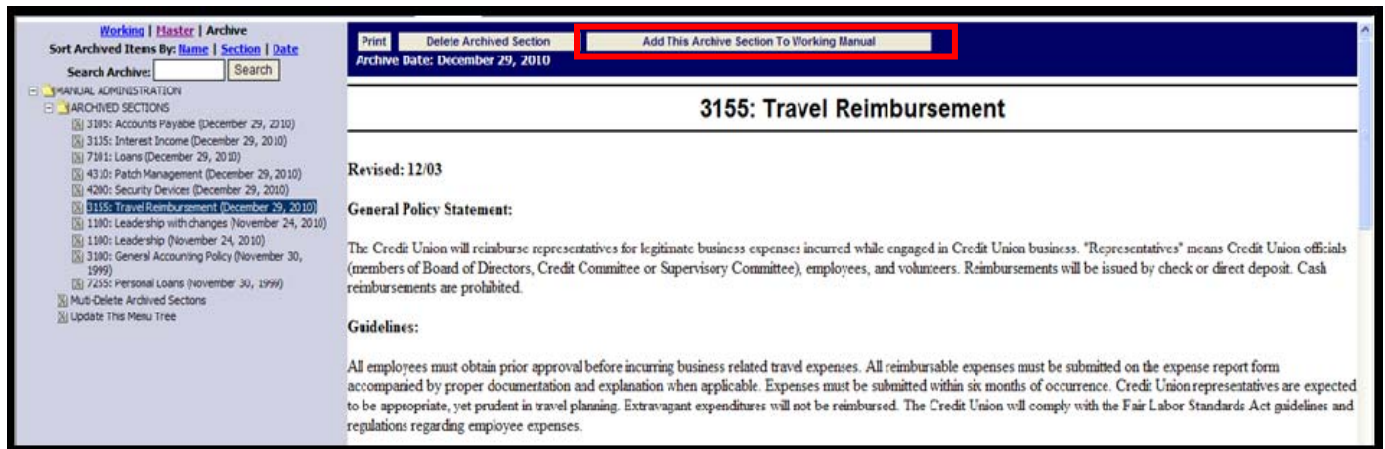 Working | Master | Archive
Sort Archived Items By: Name | Section | Date
Search Archive: Search
MANUAL ADMINISTRATION
ARCHIVED SECTIONS
3105: Accounts Payable (December 29, 2010)
3135: Interest Income (December 29, 2010)
7101: Loans (December 29, 2010)
4310: Patch Management (December 29, 2010)
4200: Security Devices (December 29, 2010)
3155: Travel Reimbursement (December 29, 2010)
1100: Leadership with changes (November 24, 2010)
1100: Leadership (November 24, 2010)
3100: General Accounting Policy (November 30,
1999)
7255: Personal Loans (November 30, 1999)
Muti-Delete Archived Sectons
Update This Menu Tree
Print Delete Archived Section Add This Archive Section To Working Manual
Archive Date: December 29, 2010
3155: Travel Reimbursement
Revised: 12/03
General Policy Statement:
The Credit Union will reimburse representatives for legitimate business expenses incurred while engaged in Credit Union business. "Representatives" means Credit Union officials
(members of Board of Directors, Credit Committee or Supervisory Committee), employees, and volunteers. Reimbursements will be issued by check or direct deposit. Cash
reimbursements are prohibited.
Guidelines:
All employees must obtain prior approval before incurring business related travel expenses. All reimbursable expenses must be submitted on the expense report form
accompanied by proper documentation and explanation when applicable. Expenses must be submitted within six months of occurrence. Credit Union representatives are expected
to be appropriate, yet prudent in travel planning. Extravagant expenditures will not be reimbursed. The Credit Union will comply with the Fair Labor Standards Act guidelines and
regulations regarding employee expenses.